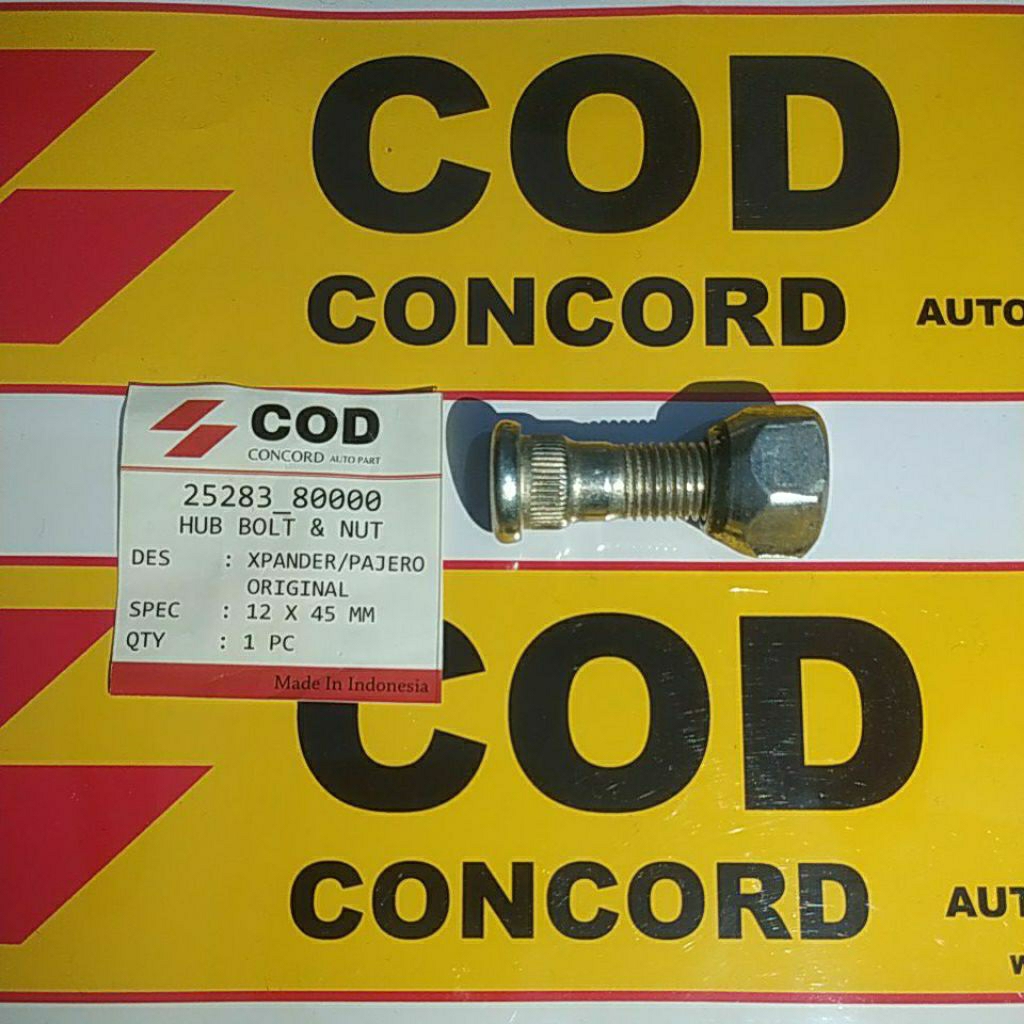 COD
CONCORD
AUTO
COD
CONCORD AUTO PART
25283_80000
HUB BOLT & NUT
DES : XPANDER/PAJERO
ORIGINAL
SPEC : 12 X 45 MM
QTY : 1 PC
Made In Indonesia
COD
CONCORD
AUT
W